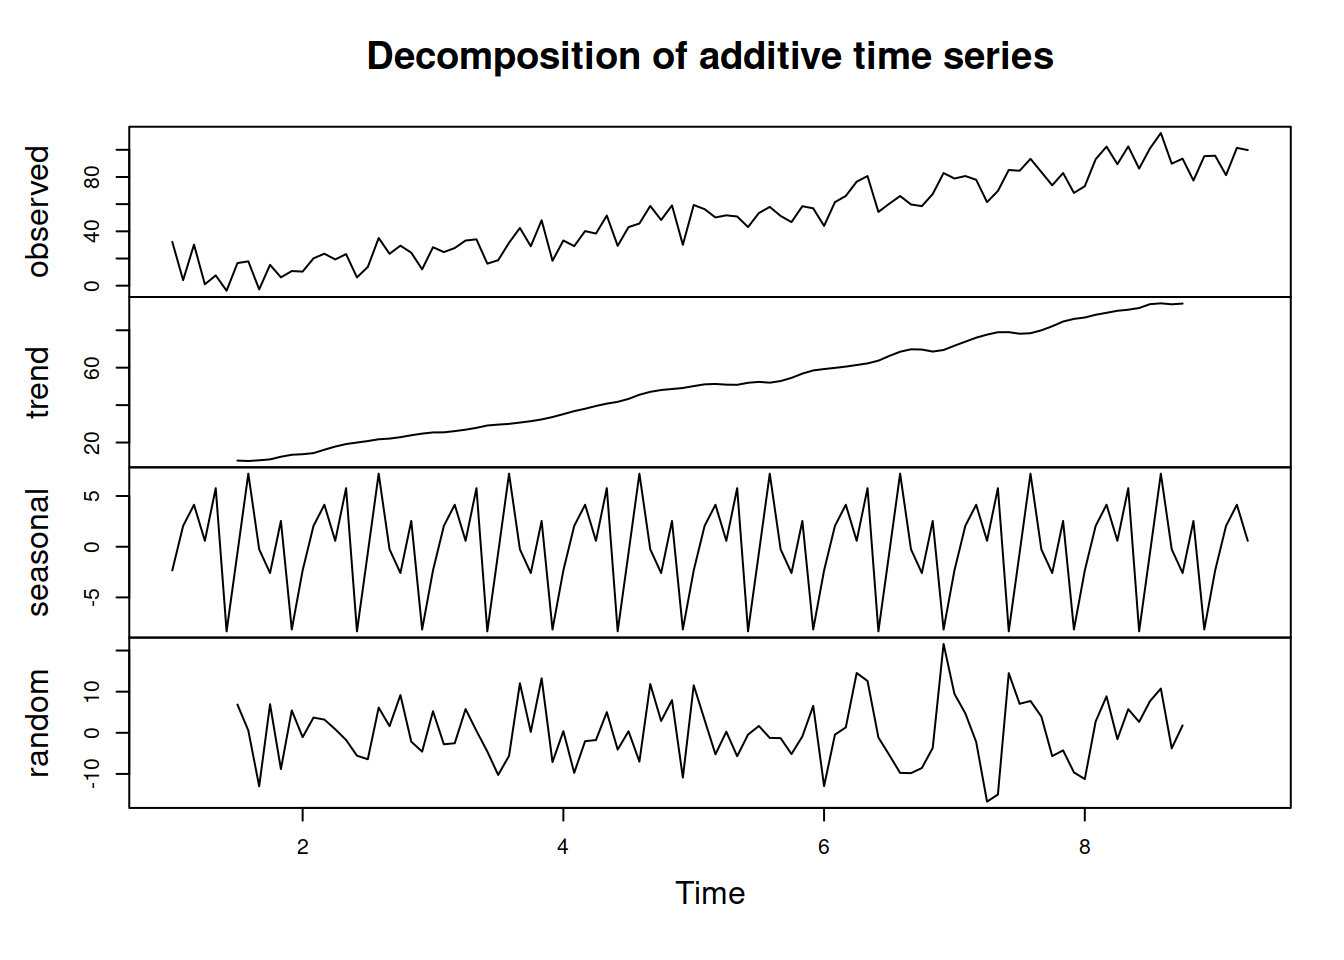 Decomposition of additive time series
observed
0 40 80
trend
20 60
seasonal
-5 0 5
random
-10 0 10
2 4 6 8
Time